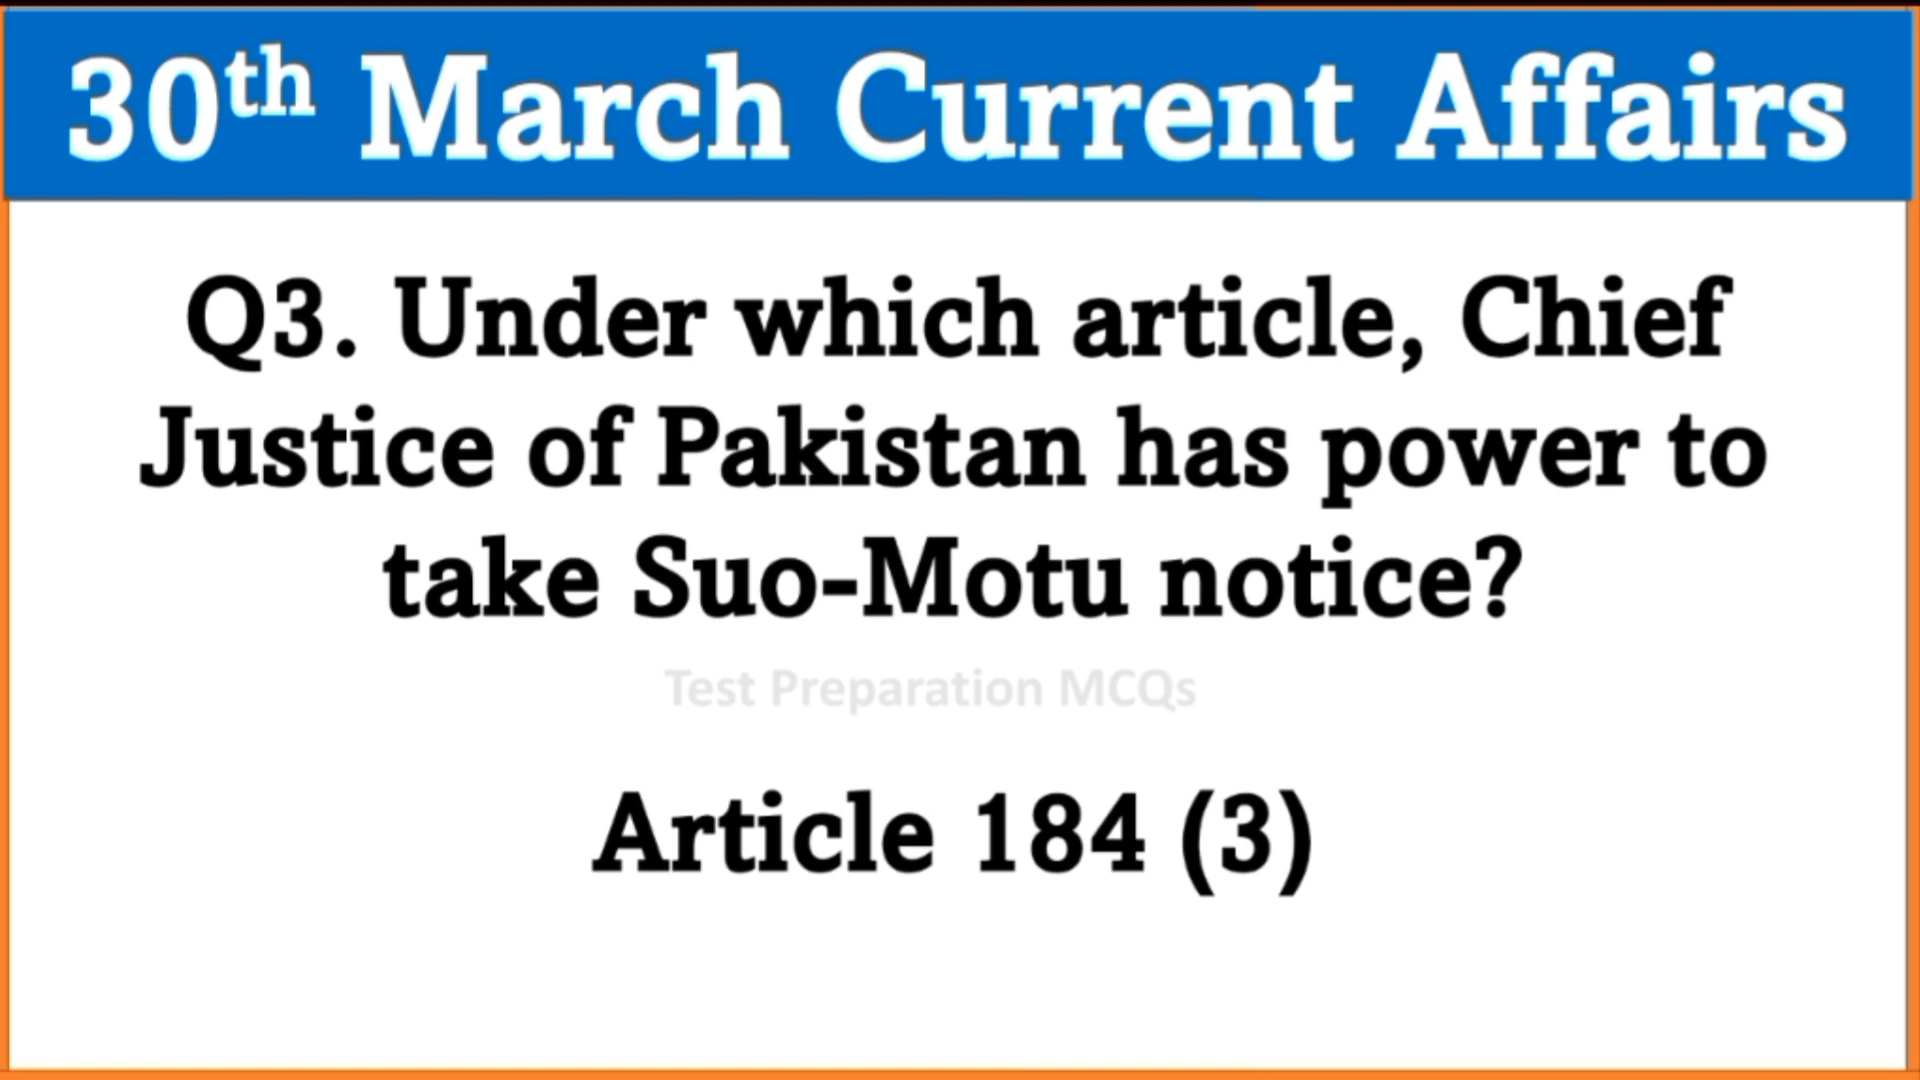 30th March Current Affairs
Q3. Under which article, Chief
Justice of Pakistan has power to
take Suo-Motu notice?
Test Preparation MCQs
Article 184 (3)